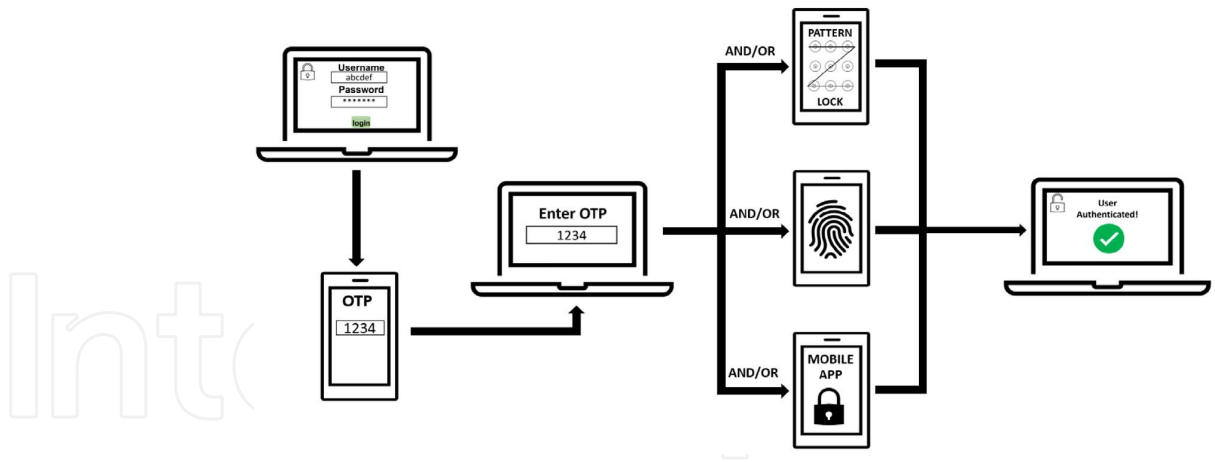 Username
abcdef
Password
*******
login
OTP
1234
Enter OTP
1234
AND/OR
PATTERN
LOCK
AND/OR
AND/OR
MOBILE
APP
User
Authenticated!